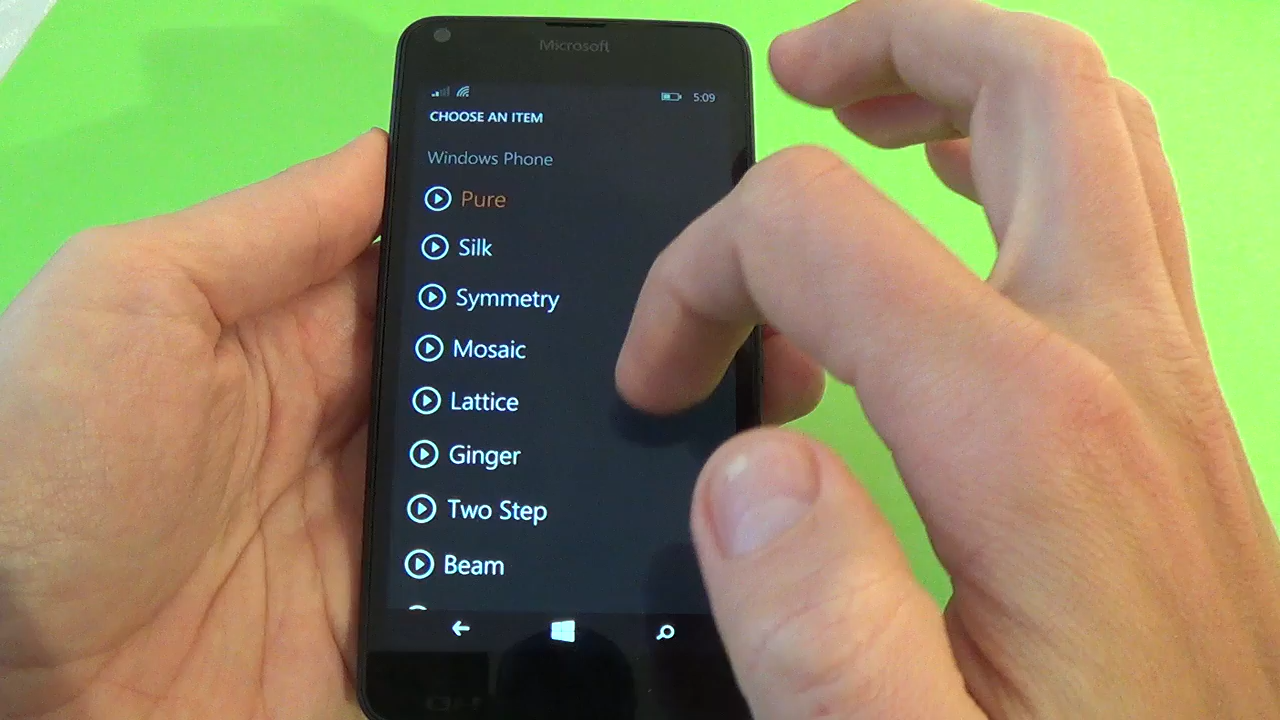 Microsoft
5:09
CHOOSE AN ITEM
Windows Phone
Pure
Silk
Symmetry
Mosaic
Lattice
Ginger
Two Step
Beam